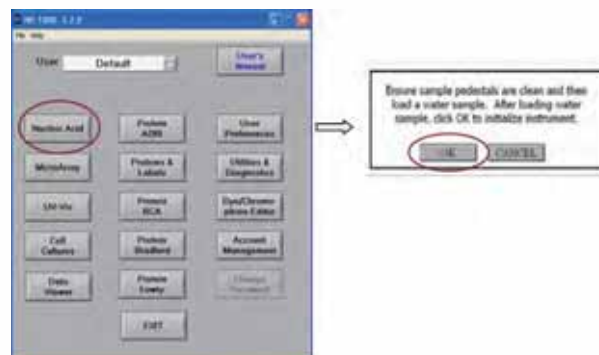 ND-1000 3.2.0
File Help
User Default User's Manual
Nucleic Acid Protein A280 User Preferences
MicroArray Proteins & Labels Utilities & Diagnostics
UV-Vis Protein BCA Dye/Chromo- phore Editor
Cell Cultures Protein Bradford Account Management
Data Viewer Protein Lowry Change Password
EXIT
Ensure sample pedestals are clean and then
load a water sample. After loading water
sample, click OK to initialize instrument.
OK CANCEL